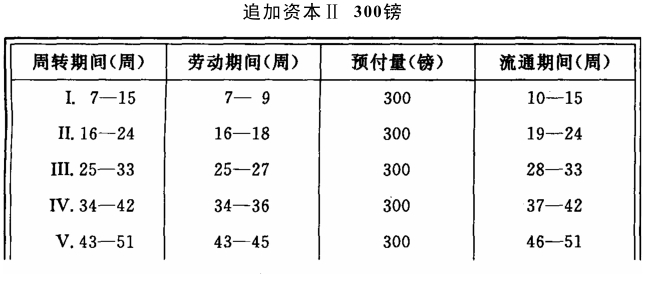 追加资本Ⅱ 300镑
周转期间(周) 劳动期间(周) 预付量(镑) 流通期间(周)
Ⅰ. 7—15 7— 9 300 10—15
Ⅱ. 16—24 16—18 300 19—24
Ⅲ. 25—33 25—27 300 28—33
Ⅳ. 34—42 34—36 300 37—42
Ⅴ. 43—51 43—45 300 46—51